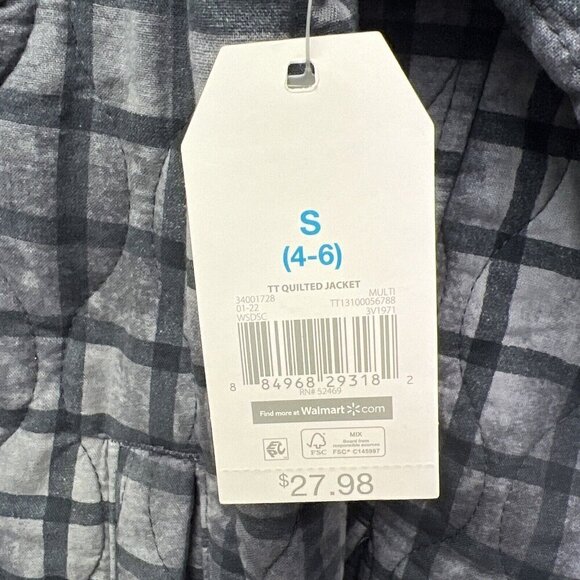 S
(4-6)
TT QUILTED JACKET
34001728 MULTI
01-22 TT13100056788
WSDSC 3V1971
8 84968 29318 2
RN# 52469
Find more at Walmart.com
FSC
MIX
Board from
responsible sources
FSC® C145997
$27.98